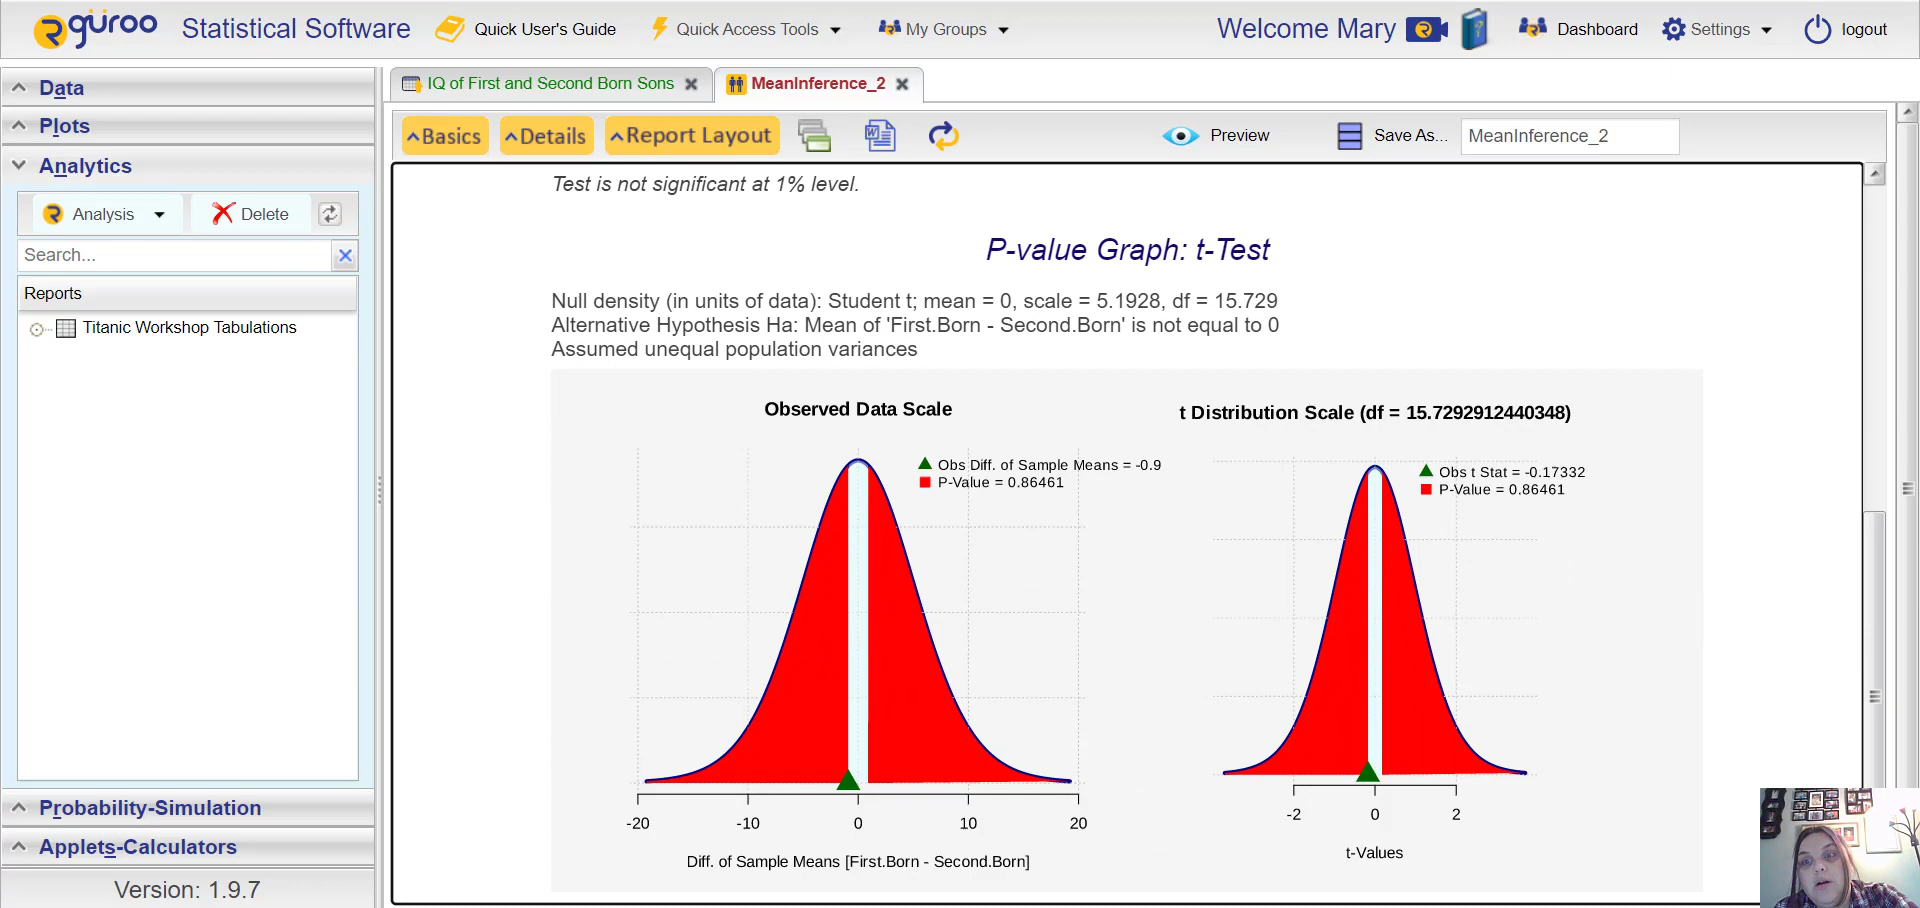 Rgüroo Statistical Software
Quick User's Guide
Quick Access Tools
My Groups
Welcome Mary
Dashboard
Settings
logout
Data
Plots
Analytics
Analysis
Delete
Search...
Reports
Titanic Workshop Tabulations
Probability-Simulation
Applets-Calculators
Version: 1.9.7
IQ of First and Second Born Sons
MeanInference_2
Basics
Details
Report Layout
Preview
Save As...
MeanInference_2
Test is not significant at 1% level.
P-value Graph: t-Test
Null density (in units of data): Student t; mean = 0, scale = 5.1928, df = 15.729
Alternative Hypothesis Ha: Mean of 'First.Born - Second.Born' is not equal to 0
Assumed unequal population variances
Observed Data Scale
Obs Diff. of Sample Means = -0.9
P-Value = 0.86461
-20 -10 0 10 20
Diff. of Sample Means [First.Born - Second.Born]
t Distribution Scale (df = 15.7292912440348)
Obs t Stat = -0.17332
P-Value = 0.86461
-2 0 2
t-Values